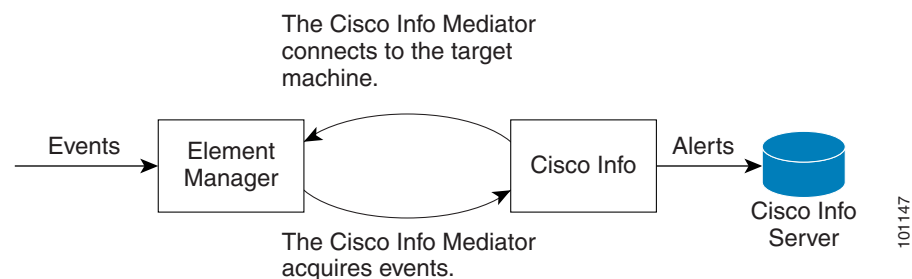 The Cisco Info Mediator
connects to the target
machine.
Events
Element
Manager
Cisco Info
Alerts
Cisco Info
Server
The Cisco Info Mediator
acquires events.
101147